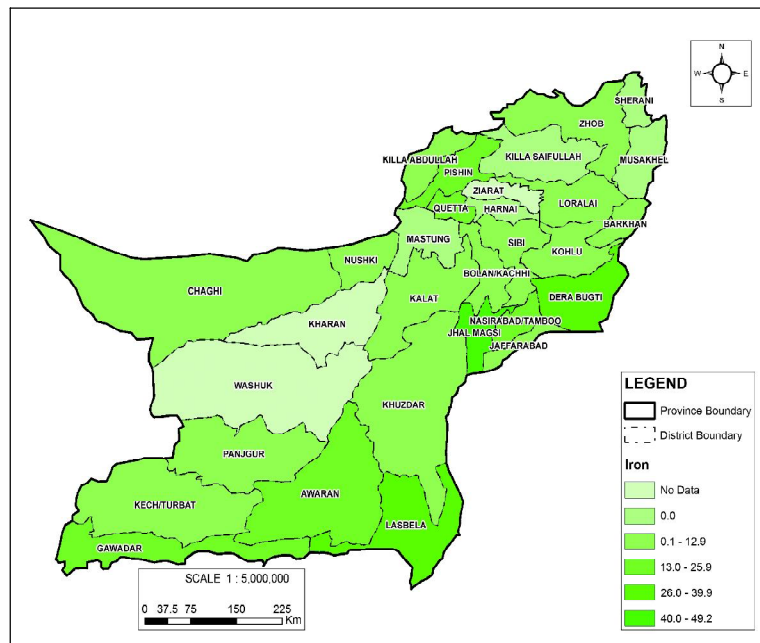 N
W E
S
SHERANI
ZHOB
KILLA ABDULLAH
KILLA SAIFULLAH
MUSAKHEL
PISHIN
ZIARAT
LORALAI
QUETTA
HARNAI
BARKHAN
MASTUNG
SIBI
KOHLU
NUSHKI
BOLAN/KACHHI
CHAGHI
KALAT
DERA BUGTI
KHARAN
NASIRABAD/TAMBOO
JHAL MAGSI
JAFFARABAD
WASHUK
KHUZDAR
PANJGUR
AWARAN
KECH/TURBAT
LASBELA
GAWADAR
LEGEND
Province Boundary
District Boundary
Iron
No Data
0.0
0.1 - 12.9
13.0 - 25.9
26.0 - 39.9
40.0 - 49.2
SCALE 1 : 5,000,000
0 37.5 75 150 225
Km